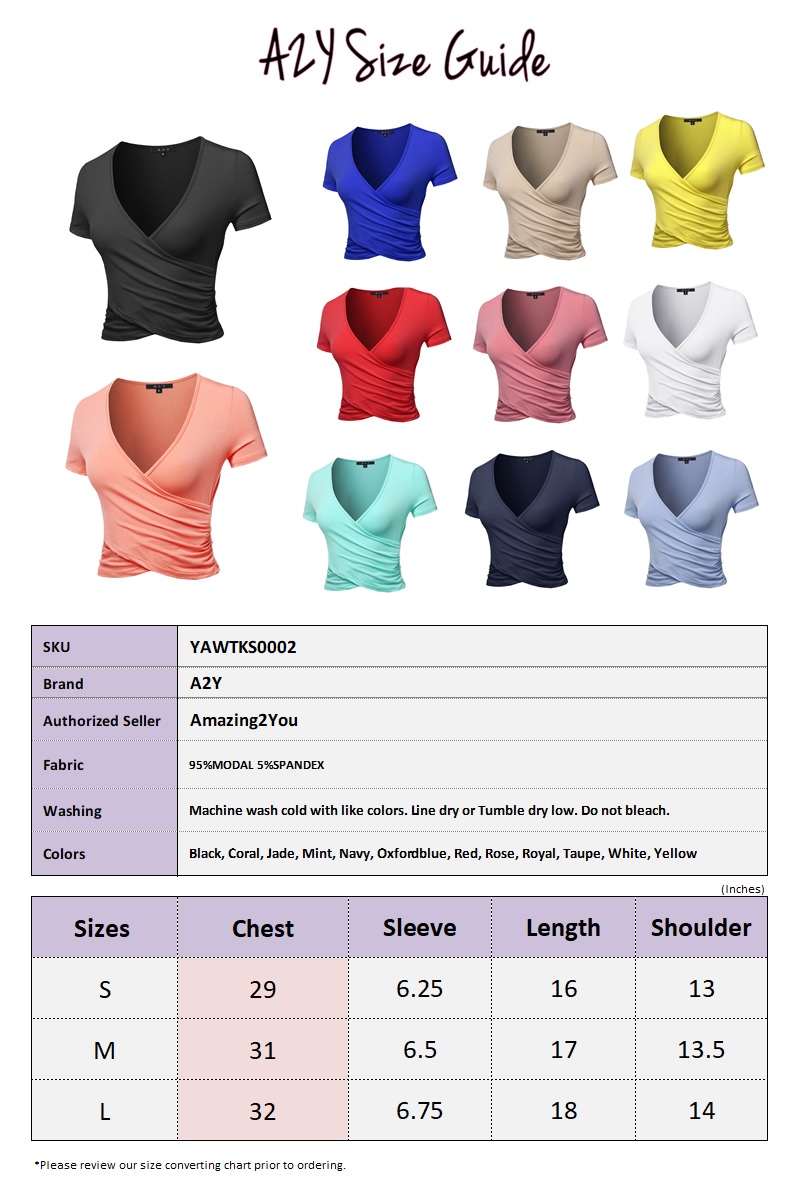 A2Y Size Guide
SKU YAWTKS0002
Brand A2Y
Authorized Seller Amazing2You
Fabric 95%MODAL 5%SPANDEX
Washing Machine wash cold with like colors. Line dry or Tumble dry low. Do not bleach.
Colors Black, Coral, Jade, Mint, Navy, Oxfordblue, Red, Rose, Royal, Taupe, White, Yellow
(Inches)
Sizes Chest Sleeve Length Shoulder
S 29 6.25 16 13
M 31 6.5 17 13.5
L 32 6.75 18 14
*Please review our size converting chart prior to ordering.